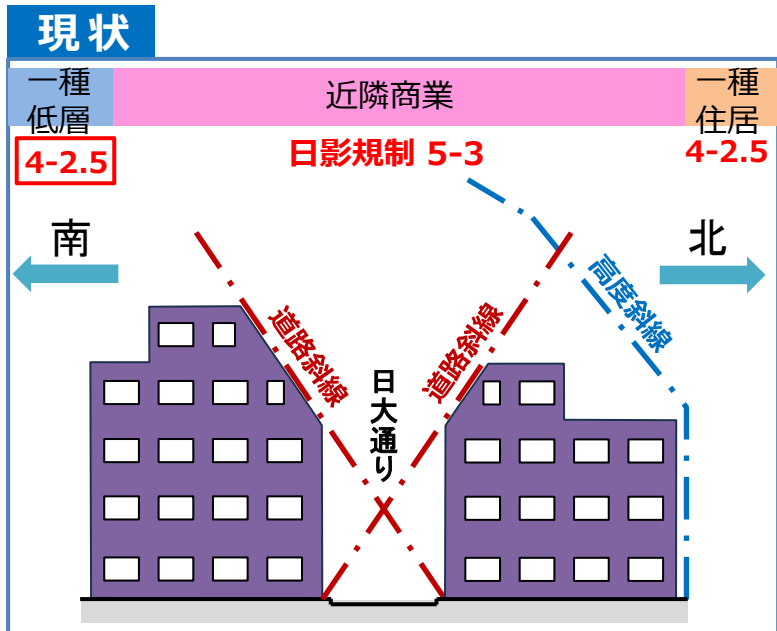 現状
一種
低層
近隣商業
一種
住居
4-2.5
日影規制 5-3
4-2.5
南
北
道路斜線
日大通り
道路斜線
高度斜線